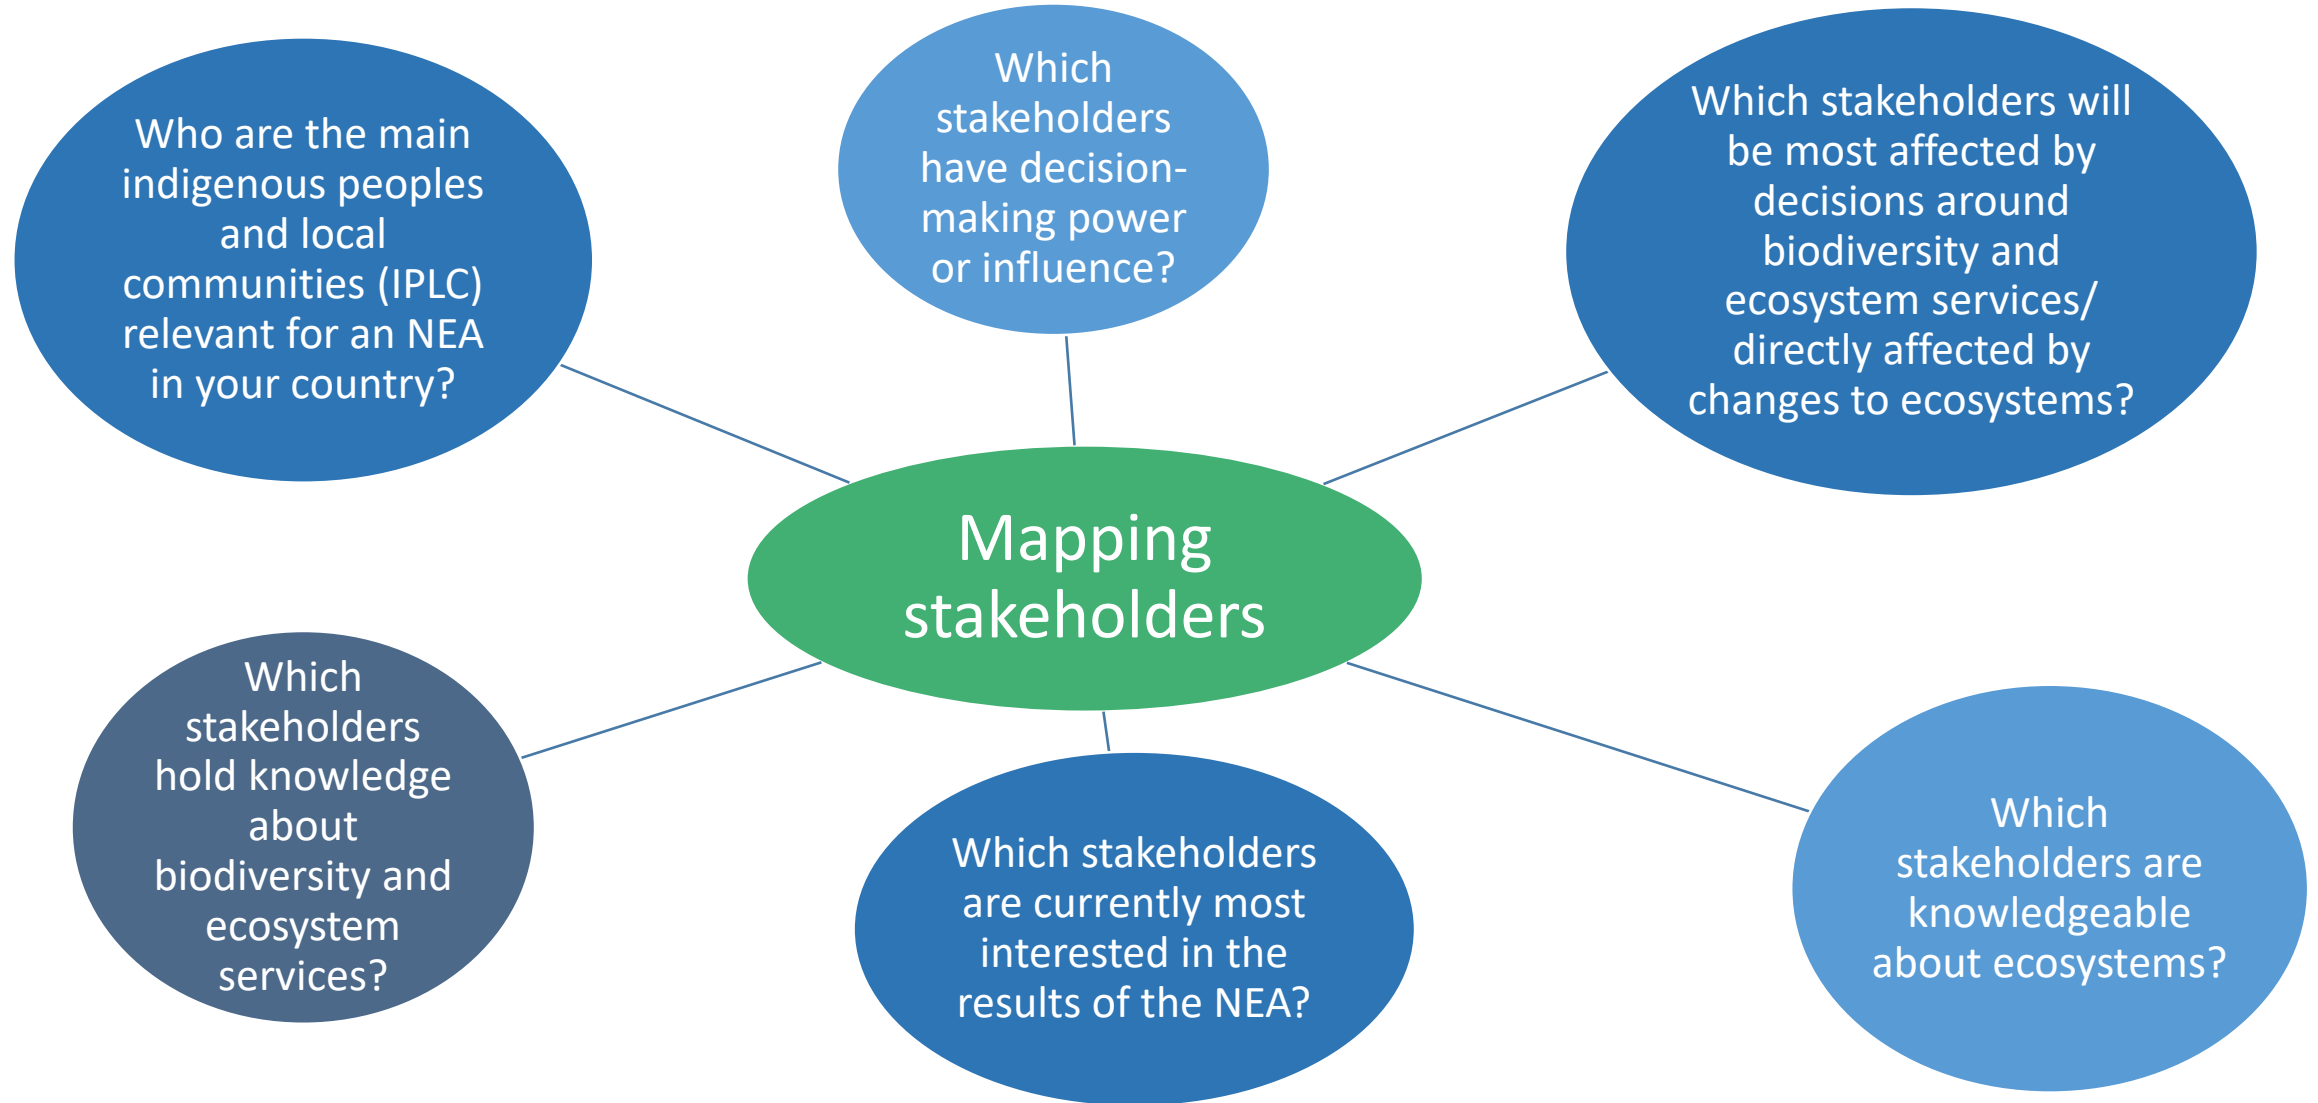 Who are the main
indigenous peoples
and local
communities (IPLC)
relevant for an NEA
in your country?
Which
stakeholders
have decision-
making power
or influence?
Which stakeholders will
be most affected by
decisions around
biodiversity and
ecosystem services/
directly affected by
changes to ecosystems?
Mapping
stakeholders
Which
stakeholders
hold knowledge
about
biodiversity and
ecosystem
services?
Which stakeholders
are currently most
interested in the
results of the NEA?
Which
stakeholders are
knowledgeable
about ecosystems?